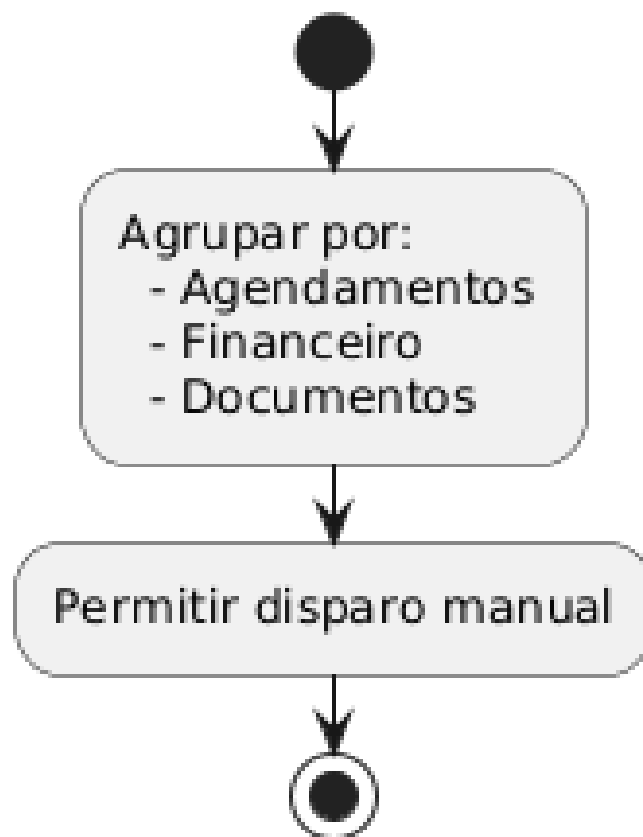 Agrupar por:
- Agendamentos
- Financeiro
- Documentos
Permitir disparo manual